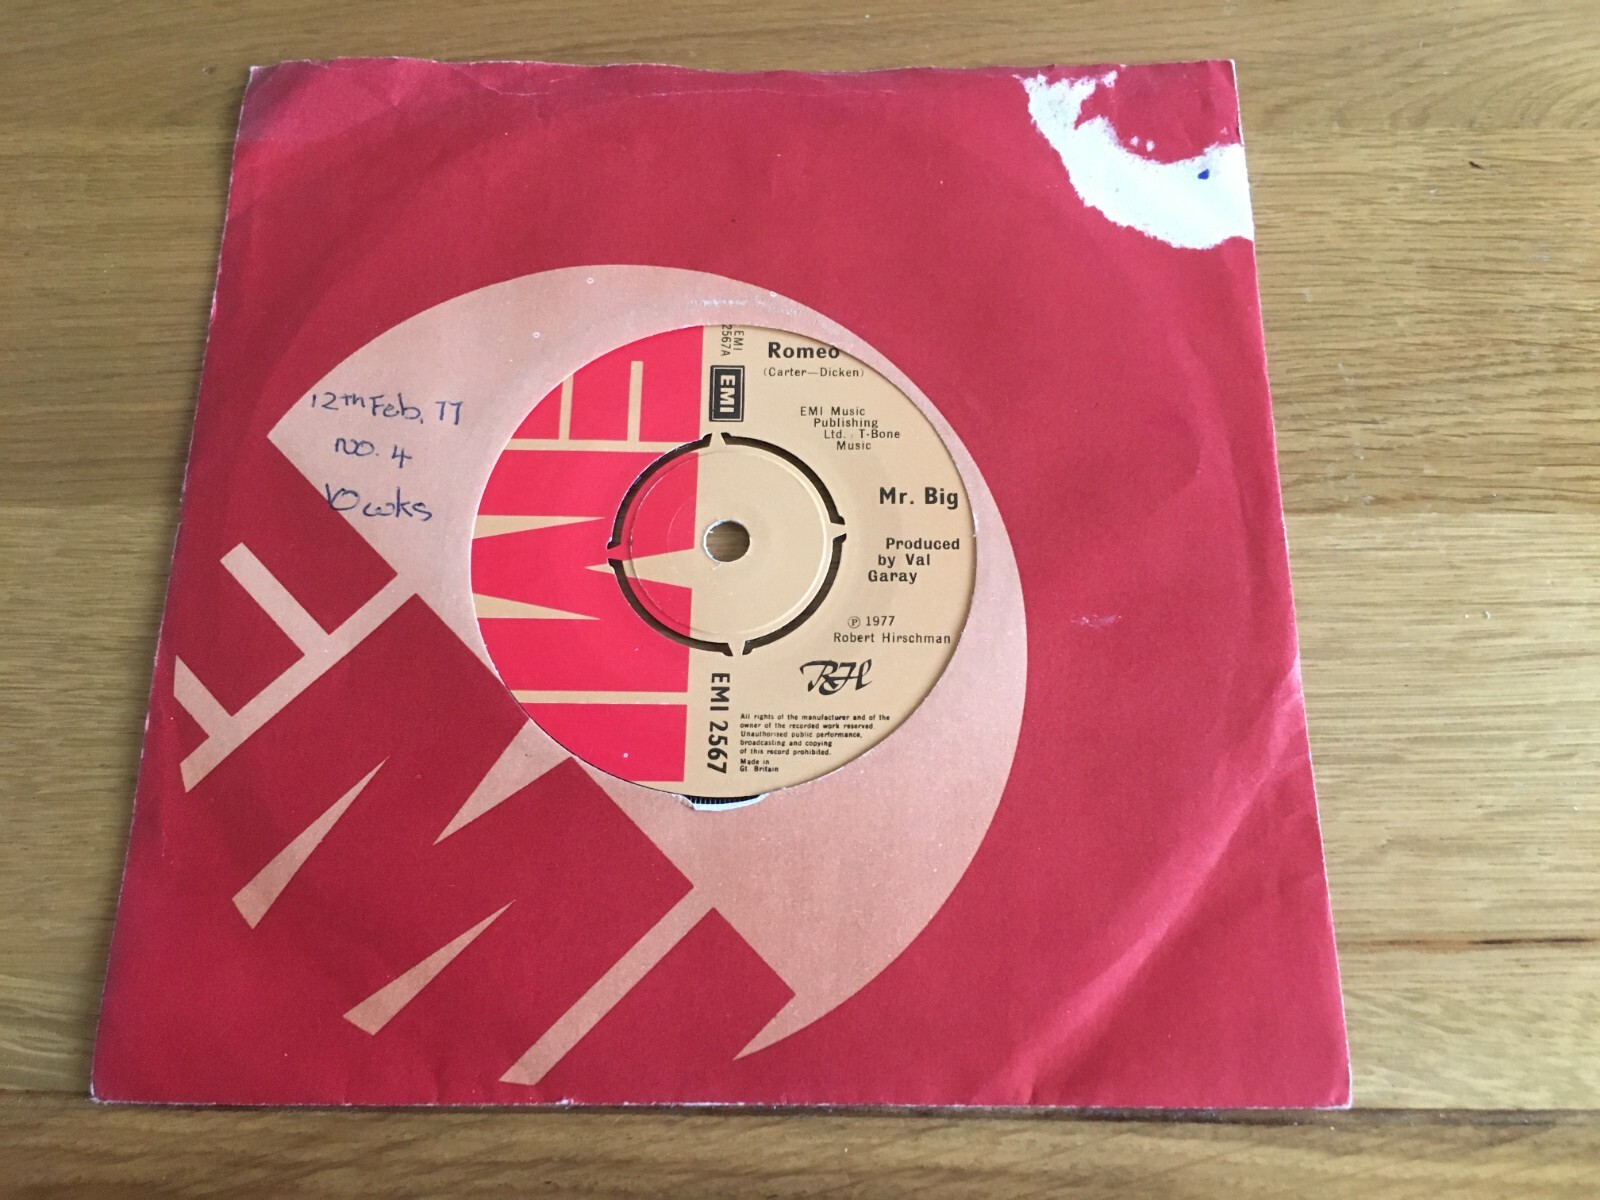 12th Feb. 77
no. 4
10 wks
EMI
2567A
EMI
Romeo
(Carter—Dicken)
EMI Music
Publishing
Ltd. T-Bone
Music
Mr. Big
Produced
by Val
Garay
℗ 1977
Robert Hirschman
RH
EMI 2567
All rights of the manufacturer and of the
owner of the recorded work reserved.
Unauthorised public performance,
broadcasting and copying
of this record prohibited.
Made in
Gt. Britain
EMI